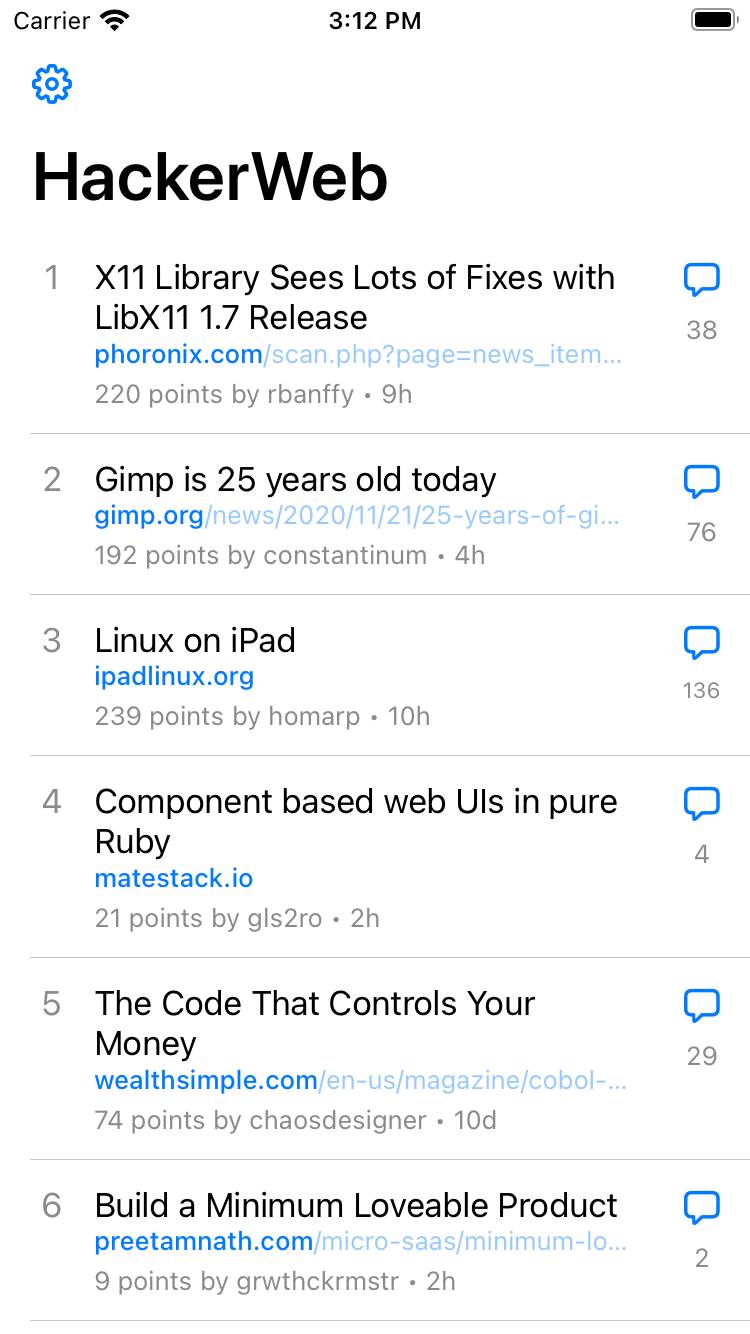 Carrier 3:12 PM
HackerWeb
1 X11 Library Sees Lots of Fixes with
LibX11 1.7 Release
38
phoronix.com/scan.php?page=news_item...
220 points by rbanffy • 9h
2 Gimp is 25 years old today
gimp.org/news/2020/11/21/25-years-of-gi...
76
192 points by constantinum • 4h
3 Linux on iPad
ipadlinux.org
136
239 points by homarp • 10h
4 Component based web UIs in pure
Ruby
4
matestack.io
21 points by gls2ro • 2h
5 The Code That Controls Your
Money
29
wealthsimple.com/en-us/magazine/cobol-...
74 points by chaosdesigner • 10d
6 Build a Minimum Loveable Product
preetamnath.com/micro-saas/minimum-lo...
2
9 points by grwthckrmstr • 2h